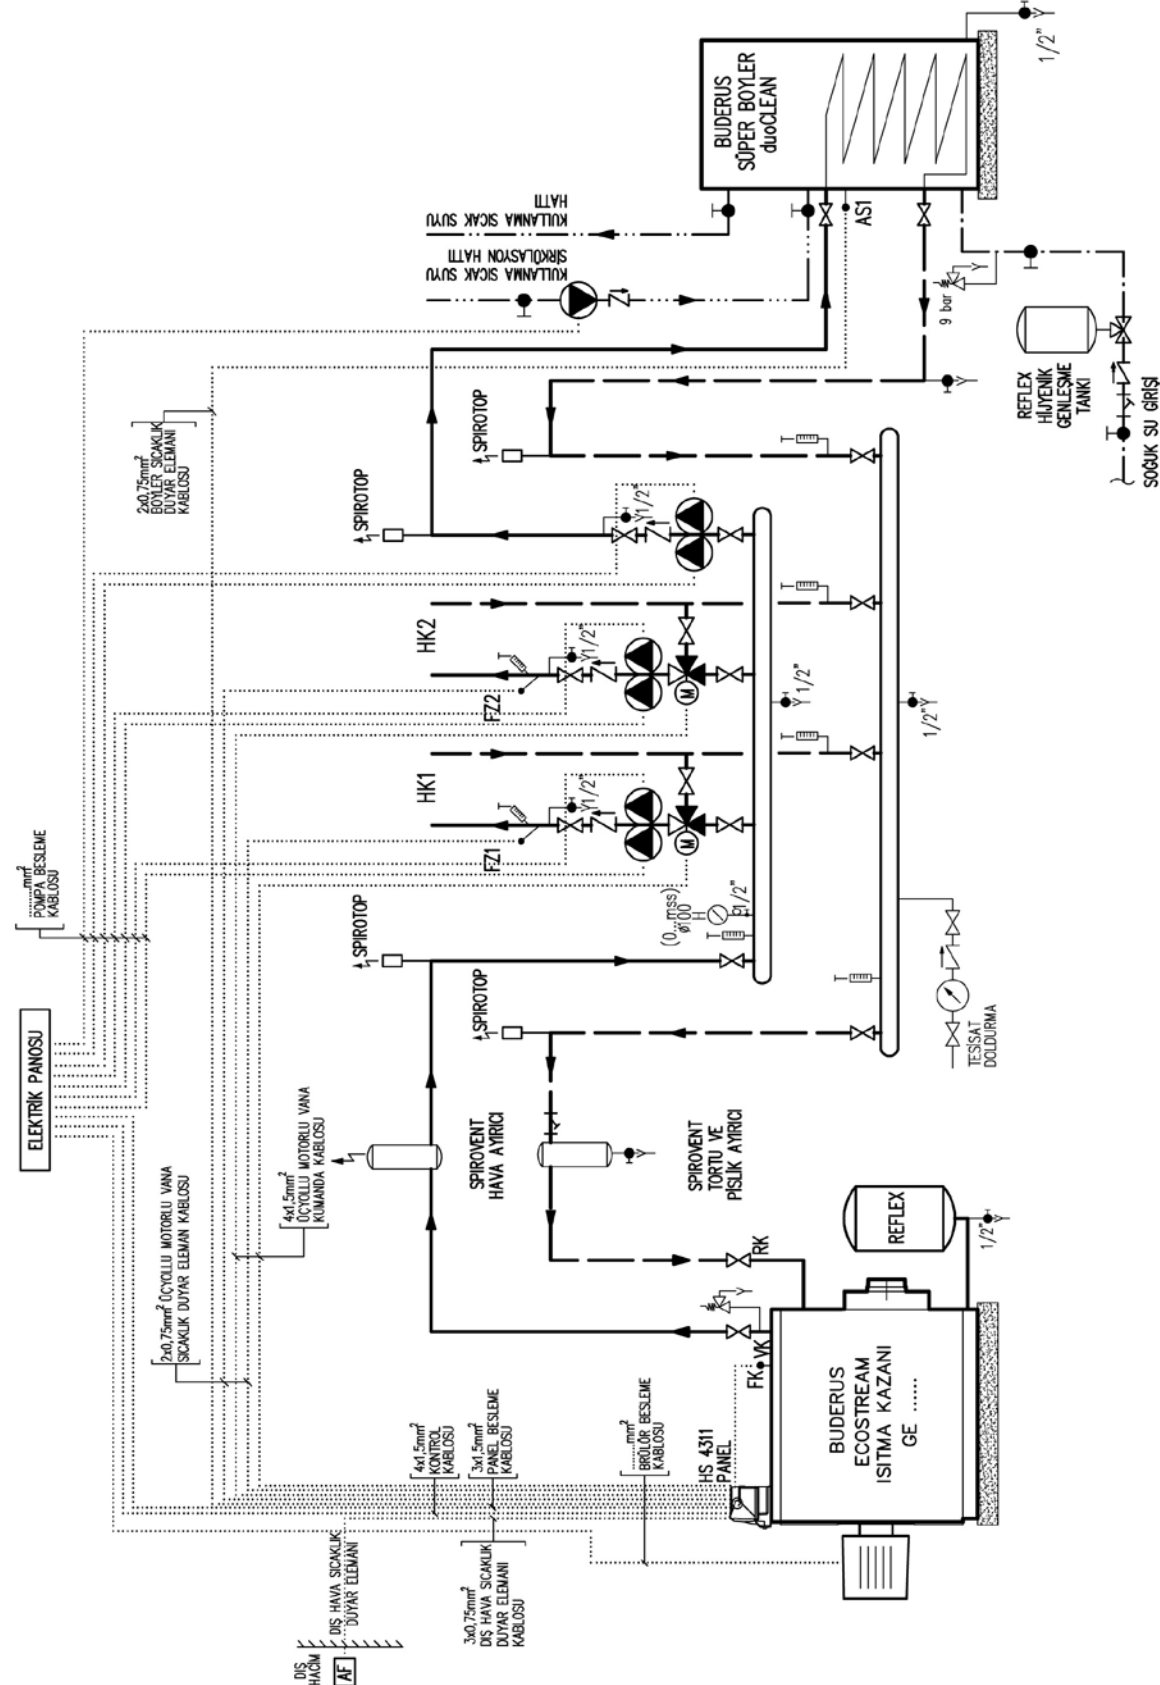 ELEKTRİK PANOSU
.........mm²
POMPA BESLEME
KABLOSU
2x0,75mm²
BOYLER SICAKLIK
DUYAR ELEMANI
KABLOSU
2x0,75mm² ÜÇYOLLU MOTORLU VANA
SICAKLIK DUYAR ELEMAN KABLOSU
4x1,5mm²
ÜÇYOLLU MOTORLU VANA
KUMANDA KABLOSU
DIŞ
HACİM
AF
DIŞ HAVA SICAKLIK
DUYAR ELEMANI
4x1,5mm²
KONTROL
KABLOSU
3x1,5mm²
PANEL BESLEME
KABLOSU
3x0,75mm²
DIŞ HAVA SICAKLIK
DUYAR ELEMANI
KABLOSU
.........mm²
BRÜLÖR BESLEME
KABLOSU
HS 4311
PANEL
FK
VK
RK
BUDERUS
ECOSTREAM
ISITMA KAZANI
GE ......
REFLEX
1/2"
SPIROVENT
HAVA AYIRICI
SPIROVENT
TORTU VE
PİSLİK AYIRICI
SPIROTOP
SPIROTOP
(0...mss)
ø100
H
1/2"
TESİSAT
DOLDURMA
HK1
FZ1
1/2"
M
HK2
FZ2
1/2"
M
1/2"
1/2"
SPIROTOP
1/2"
SPIROTOP
KULLANMA SICAK SUYU
SİRKÜLASYON HATTI
KULLANMA SICAK SUYU
HATTI
BUDERUS
SÜPER BOYLER
duoCLEAN
AS1
9 bar
1/2"
REFLEX
HİJYENİK
GENLEŞME
TANKI
SOĞUK SU GİRİŞİ